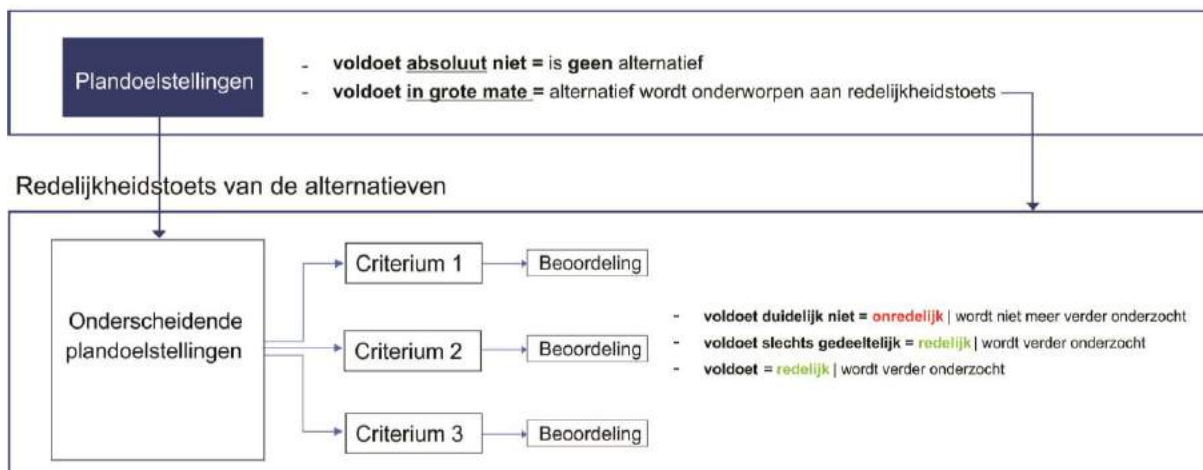 Plandoelstellingen
- voldoet absoluut niet = is geen alternatief
- voldoet in grote mate = alternatief wordt onderworpen aan redelijkheidstoets
Redelijkheidstoets van de alternatieven
Onderscheidende
plandoelstellingen
Criterium 1
Beoordeling
Criterium 2
Beoordeling
Criterium 3
Beoordeling
- voldoet duidelijk niet = onredelijk | wordt niet meer verder onderzocht
- voldoet slechts gedeeltelijk = redelijk | wordt verder onderzocht
- voldoet = redelijk | wordt verder onderzocht